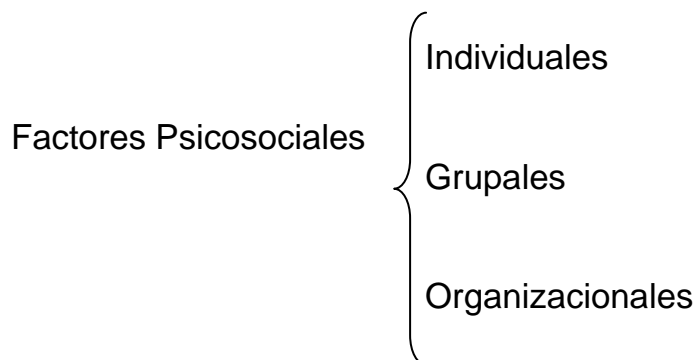 Individuales
Factores Psicosociales
Grupales
Organizacionales